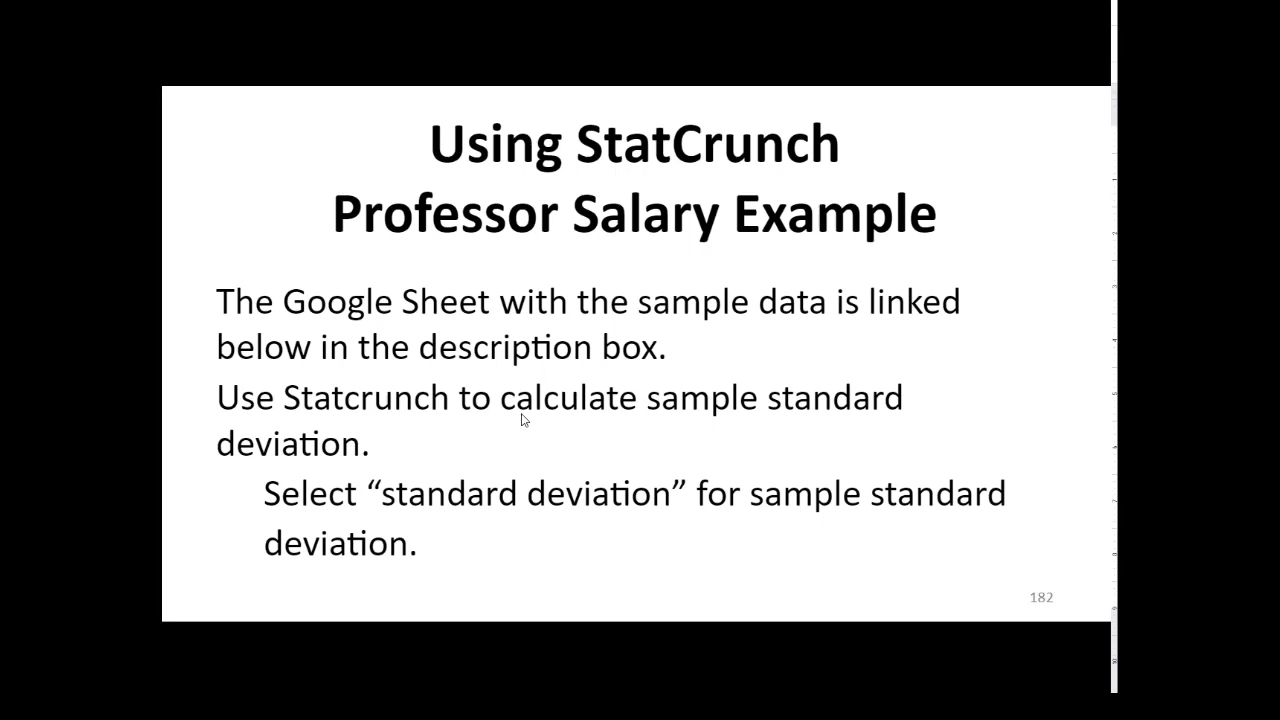 Using StatCrunch
Professor Salary Example
The Google Sheet with the sample data is linked
below in the description box.
Use Statcrunch to calculate sample standard
deviation.
Select “standard deviation” for sample standard
deviation.
182